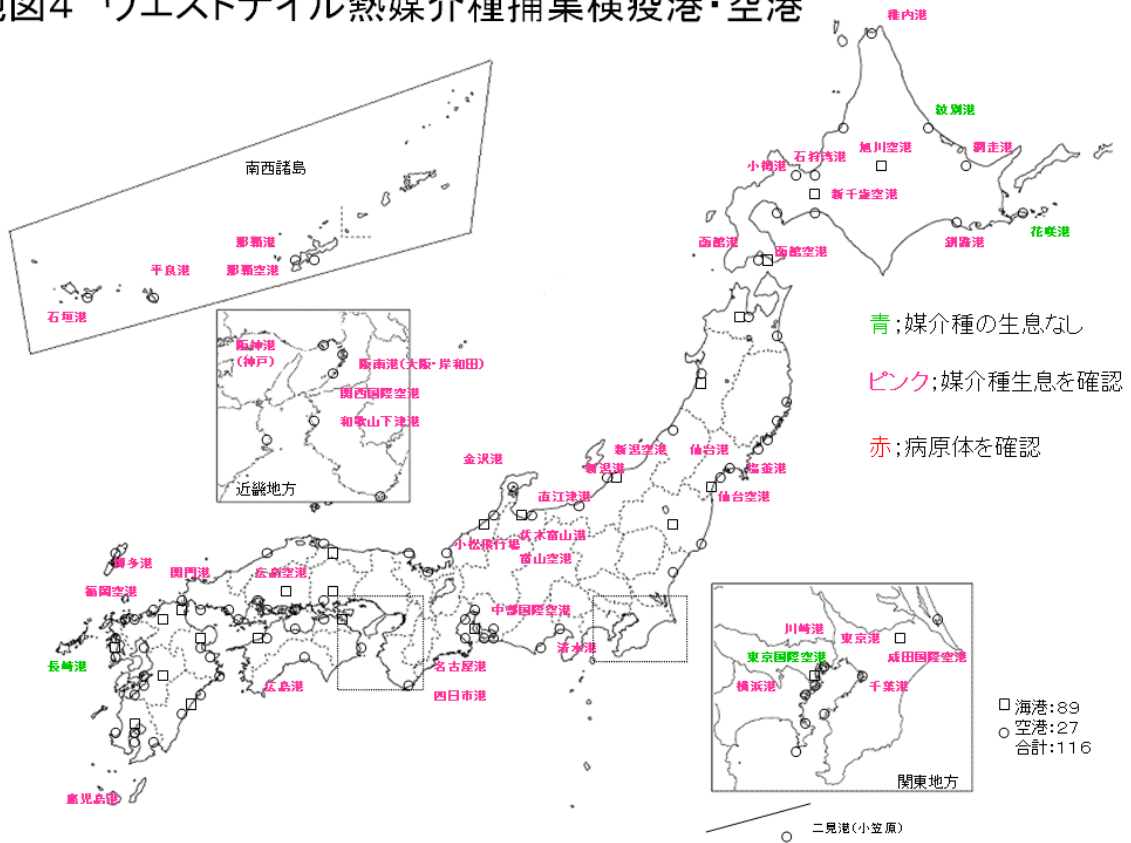 地図4 ウエストナイル熱媒介種捕集検疫港・空港
稚内港
紋別港
石狩湾港
旭川空港
網走港
小樽港
新千歳空港
花咲港
函館港
函館空港
釧路港
南西諸島
那覇港
平良港
那覇空港
石垣港
阪神港
(神戸)
阪南港(大阪・岸和田)
関西国際空港
和歌山下津港
近畿地方
青;媒介種の生息なし
ピンク;媒介種生息を確認
赤;病原体を確認
金沢港
新潟空港
仙台港
新潟港
塩釜港
直江津港
仙台空港
小松飛行場
伏木富山港
富山空港
博多港
関門港
広島空港
福岡空港
中部国際空港
清水港
長崎港
名古屋港
広島港
四日市港
鹿児島港
川崎港
東京港
東京国際空港
成田国際空港
横浜港
千葉港
関東地方
海港:89
空港:27
合計:116
二見港(小笠原)